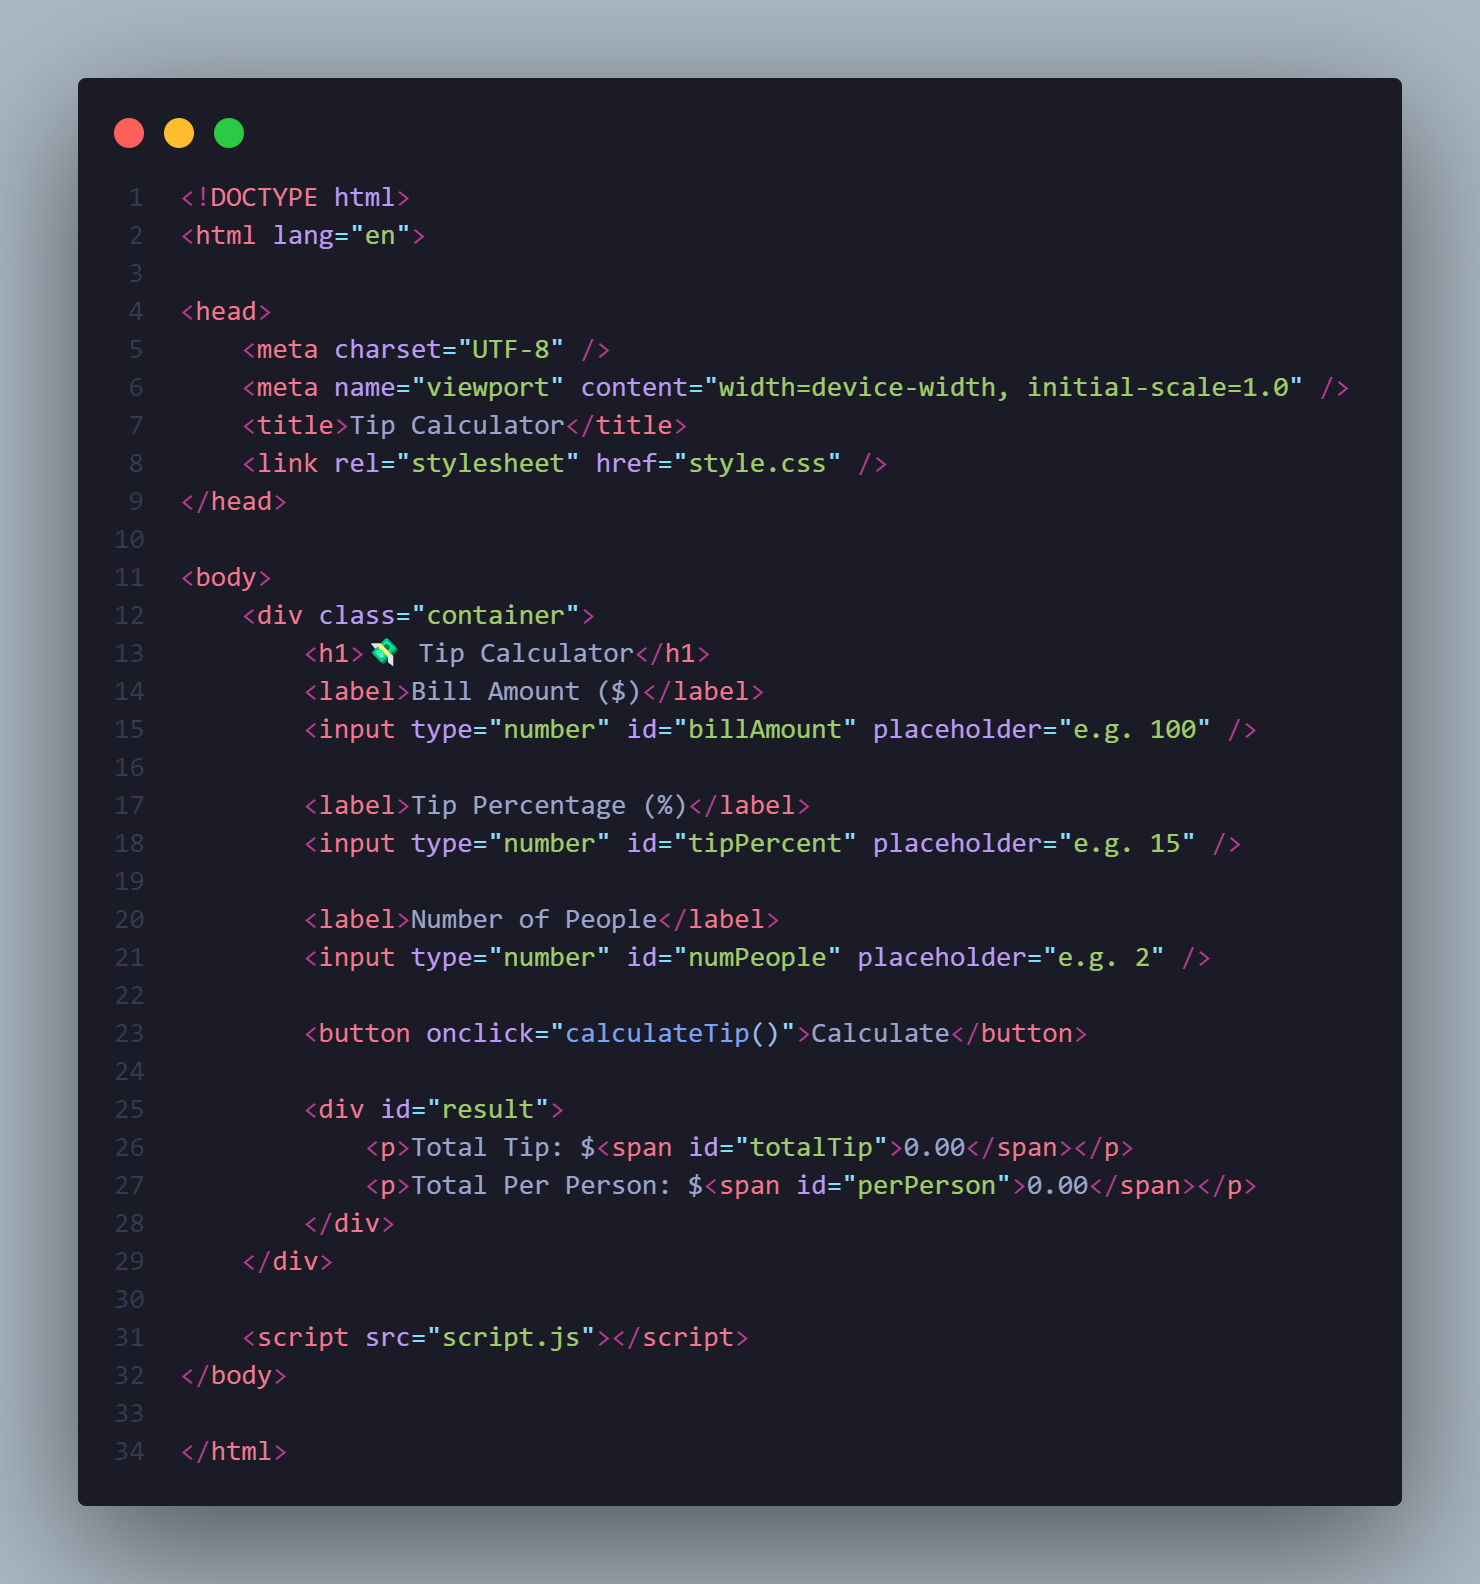 1 <!DOCTYPE html>
2 <html lang="en">
3
4 <head>
5     <meta charset="UTF-8" />
6     <meta name="viewport" content="width=device-width, initial-scale=1.0" />
7     <title>Tip Calculator</title>
8     <link rel="stylesheet" href="style.css" />
9 </head>
10
11 <body>
12     <div class="container">
13         <h1>💸 Tip Calculator</h1>
14         <label>Bill Amount ($)</label>
15         <input type="number" id="billAmount" placeholder="e.g. 100" />
16
17         <label>Tip Percentage (%)</label>
18         <input type="number" id="tipPercent" placeholder="e.g. 15" />
19
20         <label>Number of People</label>
21         <input type="number" id="numPeople" placeholder="e.g. 2" />
22
23         <button onclick="calculateTip()">Calculate</button>
24
25         <div id="result">
26             <p>Total Tip: $<span id="totalTip">0.00</span></p>
27             <p>Total Per Person: $<span id="perPerson">0.00</span></p>
28         </div>
29     </div>
30
31     <script src="script.js"></script>
32 </body>
33
34 </html>